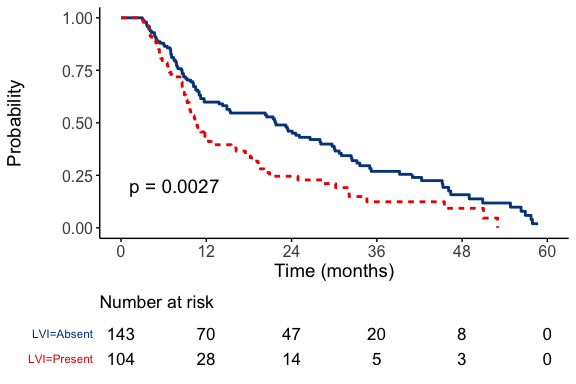 1.00
0.75
0.50
0.25
0.00
Probability
p = 0.0027
0 12 24 36 48 60
Time (months)
Number at risk
LVI=Absent 143 70 47 20 8 0
LVI=Present 104 28 14 5 3 0